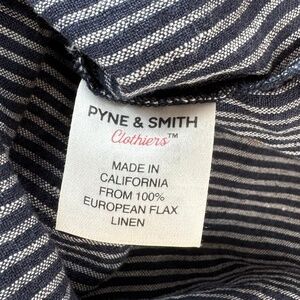 PYNE & SMITH
Clothiers™
MADE IN
CALIFORNIA
FROM 100%
EUROPEAN FLAX
LINEN